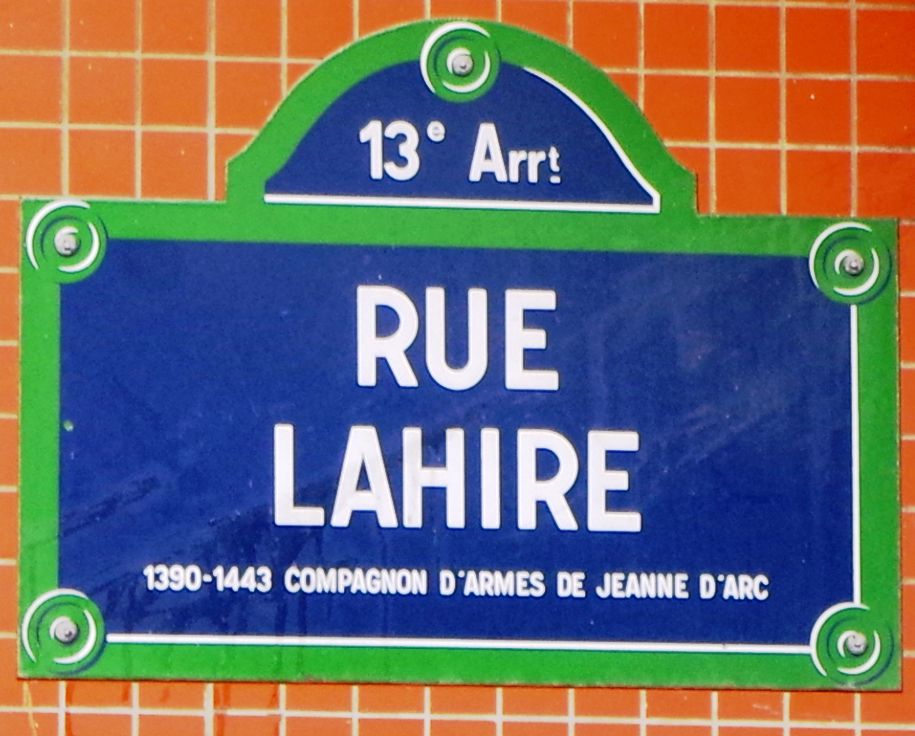 13e Arrt
RUE
LAHIRE
1390-1443 COMPAGNON D'ARMES DE JEANNE D'ARC